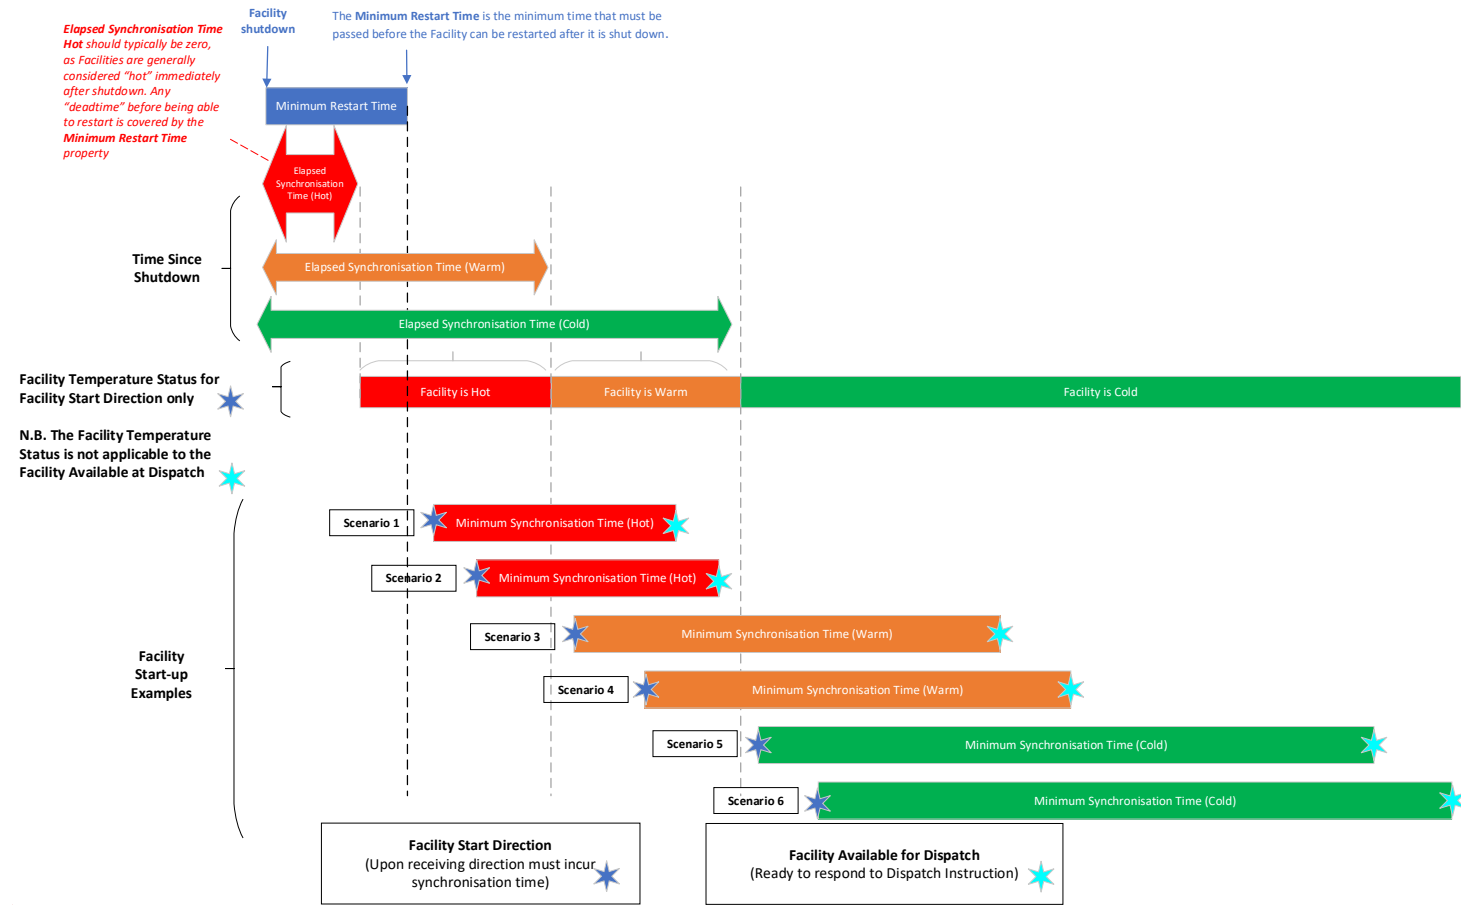 Elapsed Synchronisation Time
Hot should typically be zero,
as Facilities are generally
considered “hot” immediately
after shutdown. Any
“deadtime” before being able
to restart is covered by the
Minimum Restart Time
property
Facility
shutdown
The Minimum Restart Time is the minimum time that must be
passed before the Facility can be restarted after it is shut down.
Minimum Restart Time
Elapsed
Synchronisation
Time (Hot)
Time Since
Shutdown
Elapsed Synchronisation Time (Warm)
Elapsed Synchronisation Time (Cold)
Facility Temperature Status for
Facility Start Direction only
Facility is Hot
Facility is Warm
Facility is Cold
N.B. The Facility Temperature
Status is not applicable to the
Facility Available at Dispatch
Scenario 1
Minimum Synchronisation Time (Hot)
Scenario 2
Minimum Synchronisation Time (Hot)
Scenario 3
Minimum Synchronisation Time (Warm)
Facility
Start-up
Examples
Scenario 4
Minimum Synchronisation Time (Warm)
Scenario 5
Minimum Synchronisation Time (Cold)
Scenario 6
Minimum Synchronisation Time (Cold)
Facility Start Direction
(Upon receiving direction must incur
synchronisation time)
Facility Available for Dispatch
(Ready to respond to Dispatch Instruction)